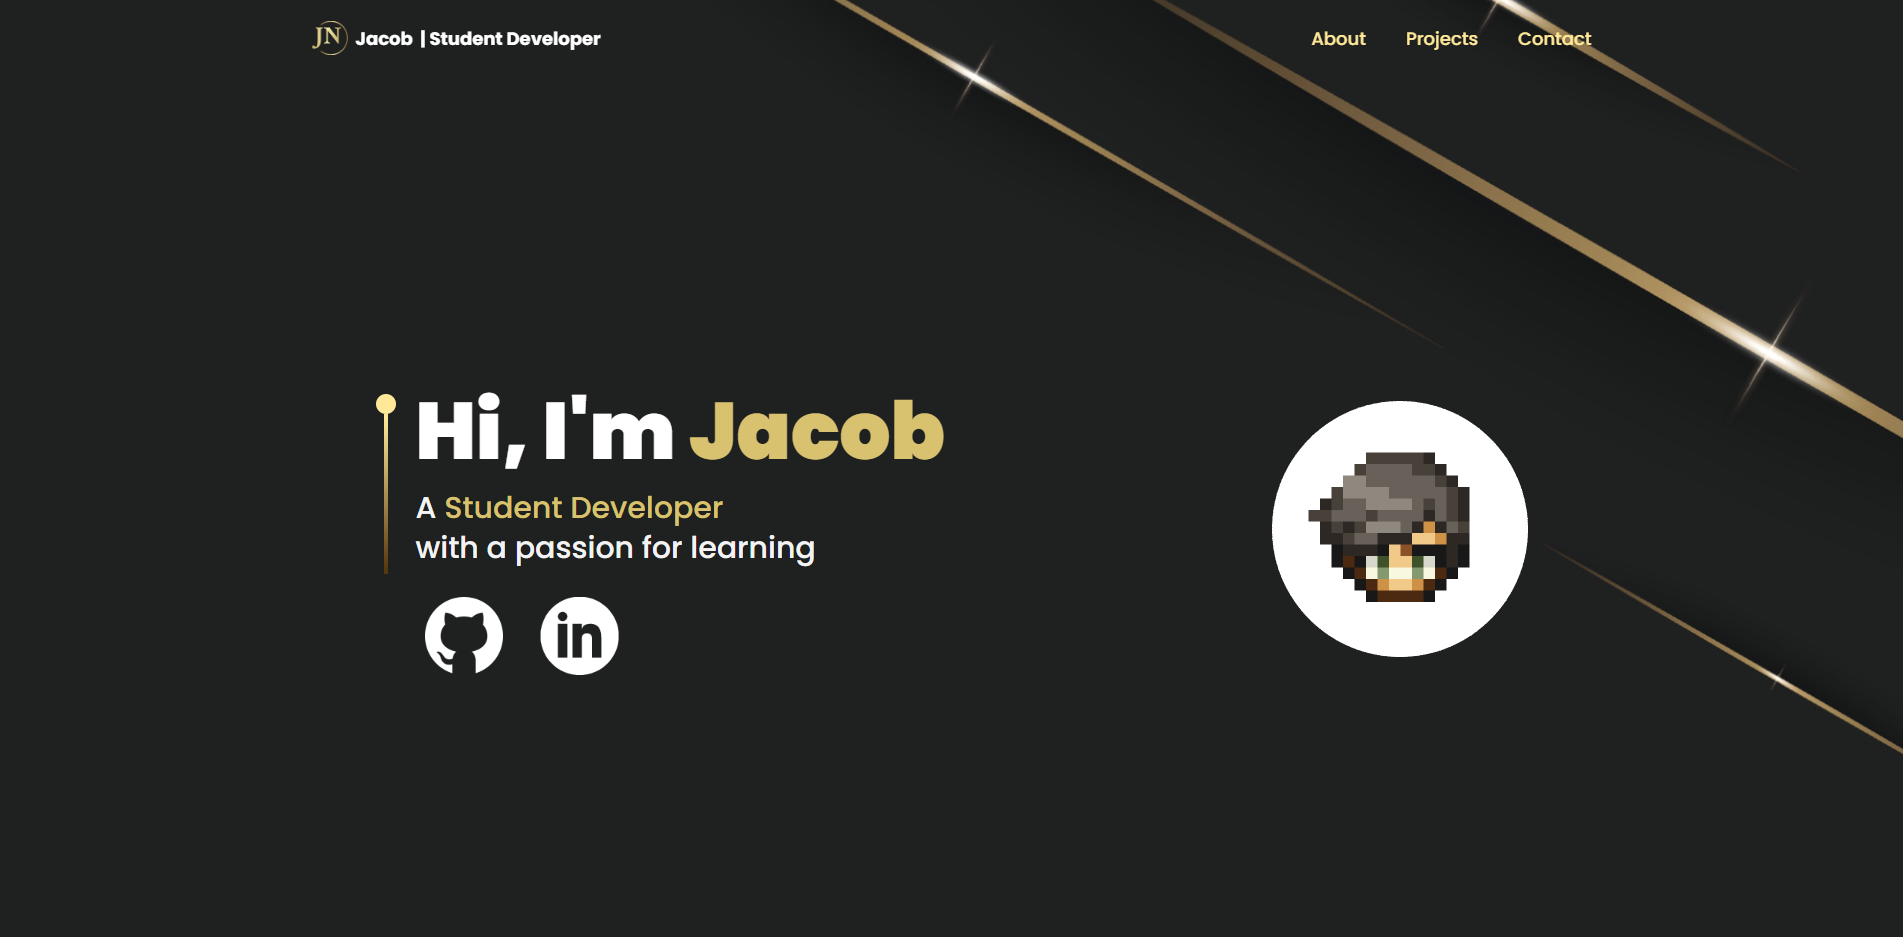 JN Jacob | Student Developer
About Projects Contact
Hi, I'm Jacob
A Student Developer
with a passion for learning
in